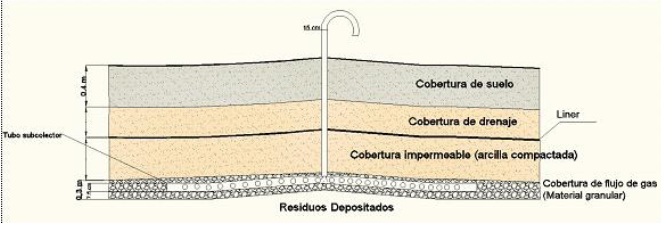 15 cm
Cobertura de suelo
0.4 m
Cobertura de drenaje
Liner
Tubo subcolector
Cobertura impermeable (arcilla compactada)
Cobertura de flujo de gas
(Material granular)
0.3 m
Residuos Depositados